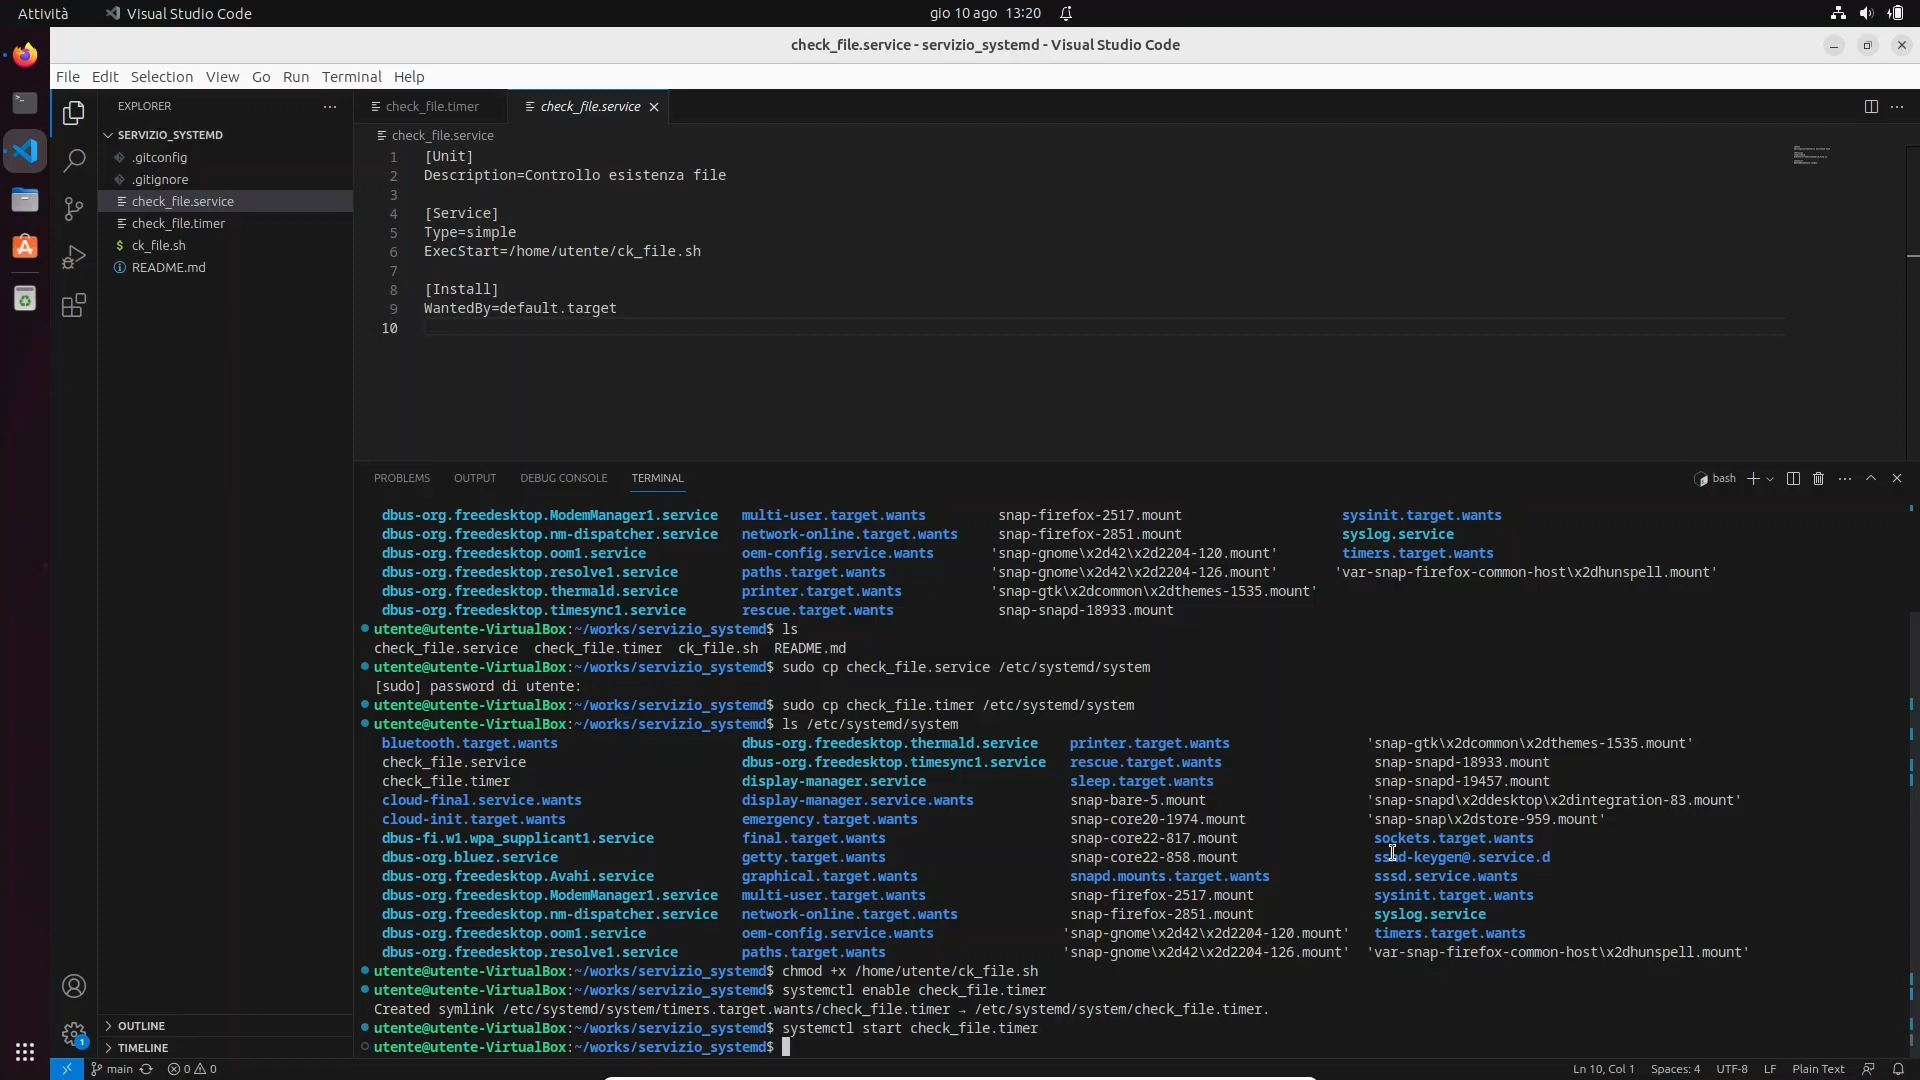 Attività
Visual Studio Code
gio 10 ago 13:20
check_file.service - servizio_systemd - Visual Studio Code
File Edit Selection View Go Run Terminal Help
EXPLORER
SERVIZIO_SYSTEMD
.gitconfig
.gitignore
check_file.service
check_file.timer
ck_file.sh
README.md
OUTLINE
TIMELINE
check_file.timer
check_file.service
check_file.service
1 [Unit]
2 Description=Controllo esistenza file
3
4 [Service]
5 Type=simple
6 ExecStart=/home/utente/ck_file.sh
7
8 [Install]
9 WantedBy=default.target
10
PROBLEMS OUTPUT DEBUG CONSOLE TERMINAL
bash
dbus-org.freedesktop.ModemManager1.service multi-user.target.wants snap-firefox-2517.mount sysinit.target.wants
dbus-org.freedesktop.nm-dispatcher.service network-online.target.wants snap-firefox-2851.mount syslog.service
dbus-org.freedesktop.oom1.service oem-config.service.wants 'snap-gnome\x2d42\x2d2204-120.mount' timers.target.wants
dbus-org.freedesktop.resolve1.service paths.target.wants 'snap-gnome\x2d42\x2d2204-126.mount' 'var-snap-firefox-common-host\x2dhunspell.mount'
dbus-org.freedesktop.thermald.service printer.target.wants 'snap-gtk\x2dcommon\x2dthemes-1535.mount'
dbus-org.freedesktop.timesync1.service rescue.target.wants snap-snapd-18933.mount
utente@utente-VirtualBox:~/works/servizio_systemd$ ls
check_file.service check_file.timer ck_file.sh README.md
utente@utente-VirtualBox:~/works/servizio_systemd$ sudo cp check_file.service /etc/systemd/system
[sudo] password di utente:
utente@utente-VirtualBox:~/works/servizio_systemd$ sudo cp check_file.timer /etc/systemd/system
utente@utente-VirtualBox:~/works/servizio_systemd$ ls /etc/systemd/system
bluetooth.target.wants dbus-org.freedesktop.thermald.service printer.target.wants 'snap-gtk\x2dcommon\x2dthemes-1535.mount'
check_file.service dbus-org.freedesktop.timesync1.service rescue.target.wants snap-snapd-18933.mount
check_file.timer display-manager.service sleep.target.wants snap-snapd-19457.mount
cloud-final.service.wants display-manager.service.wants snap-bare-5.mount 'snap-snapd\x2ddesktop\x2dintegration-83.mount'
cloud-init.target.wants emergency.target.wants snap-core20-1974.mount 'snap-snap\x2dstore-959.mount'
dbus-fi.w1.wpa_supplicant1.service final.target.wants snap-core22-817.mount sockets.target.wants
dbus-org.bluez.service getty.target.wants snap-core22-858.mount sshd-keygen@.service.d
dbus-org.freedesktop.Avahi.service graphical.target.wants snapd.mounts.target.wants sssd.service.wants
dbus-org.freedesktop.ModemManager1.service multi-user.target.wants snap-firefox-2517.mount sysinit.target.wants
dbus-org.freedesktop.nm-dispatcher.service network-online.target.wants snap-firefox-2851.mount syslog.service
dbus-org.freedesktop.oom1.service oem-config.service.wants 'snap-gnome\x2d42\x2d2204-120.mount' timers.target.wants
dbus-org.freedesktop.resolve1.service paths.target.wants 'snap-gnome\x2d42\x2d2204-126.mount' 'var-snap-firefox-common-host\x2dhunspell.mount'
utente@utente-VirtualBox:~/works/servizio_systemd$ chmod +x /home/utente/ck_file.sh
utente@utente-VirtualBox:~/works/servizio_systemd$ systemctl enable check_file.timer
Created symlink /etc/systemd/system/timers.target.wants/check_file.timer → /etc/systemd/system/check_file.timer.
utente@utente-VirtualBox:~/works/servizio_systemd$ systemctl start check_file.timer
utente@utente-VirtualBox:~/works/servizio_systemd$
1
main
0 0
Ln 10, Col 1 Spaces: 4 UTF-8 LF Plain Text